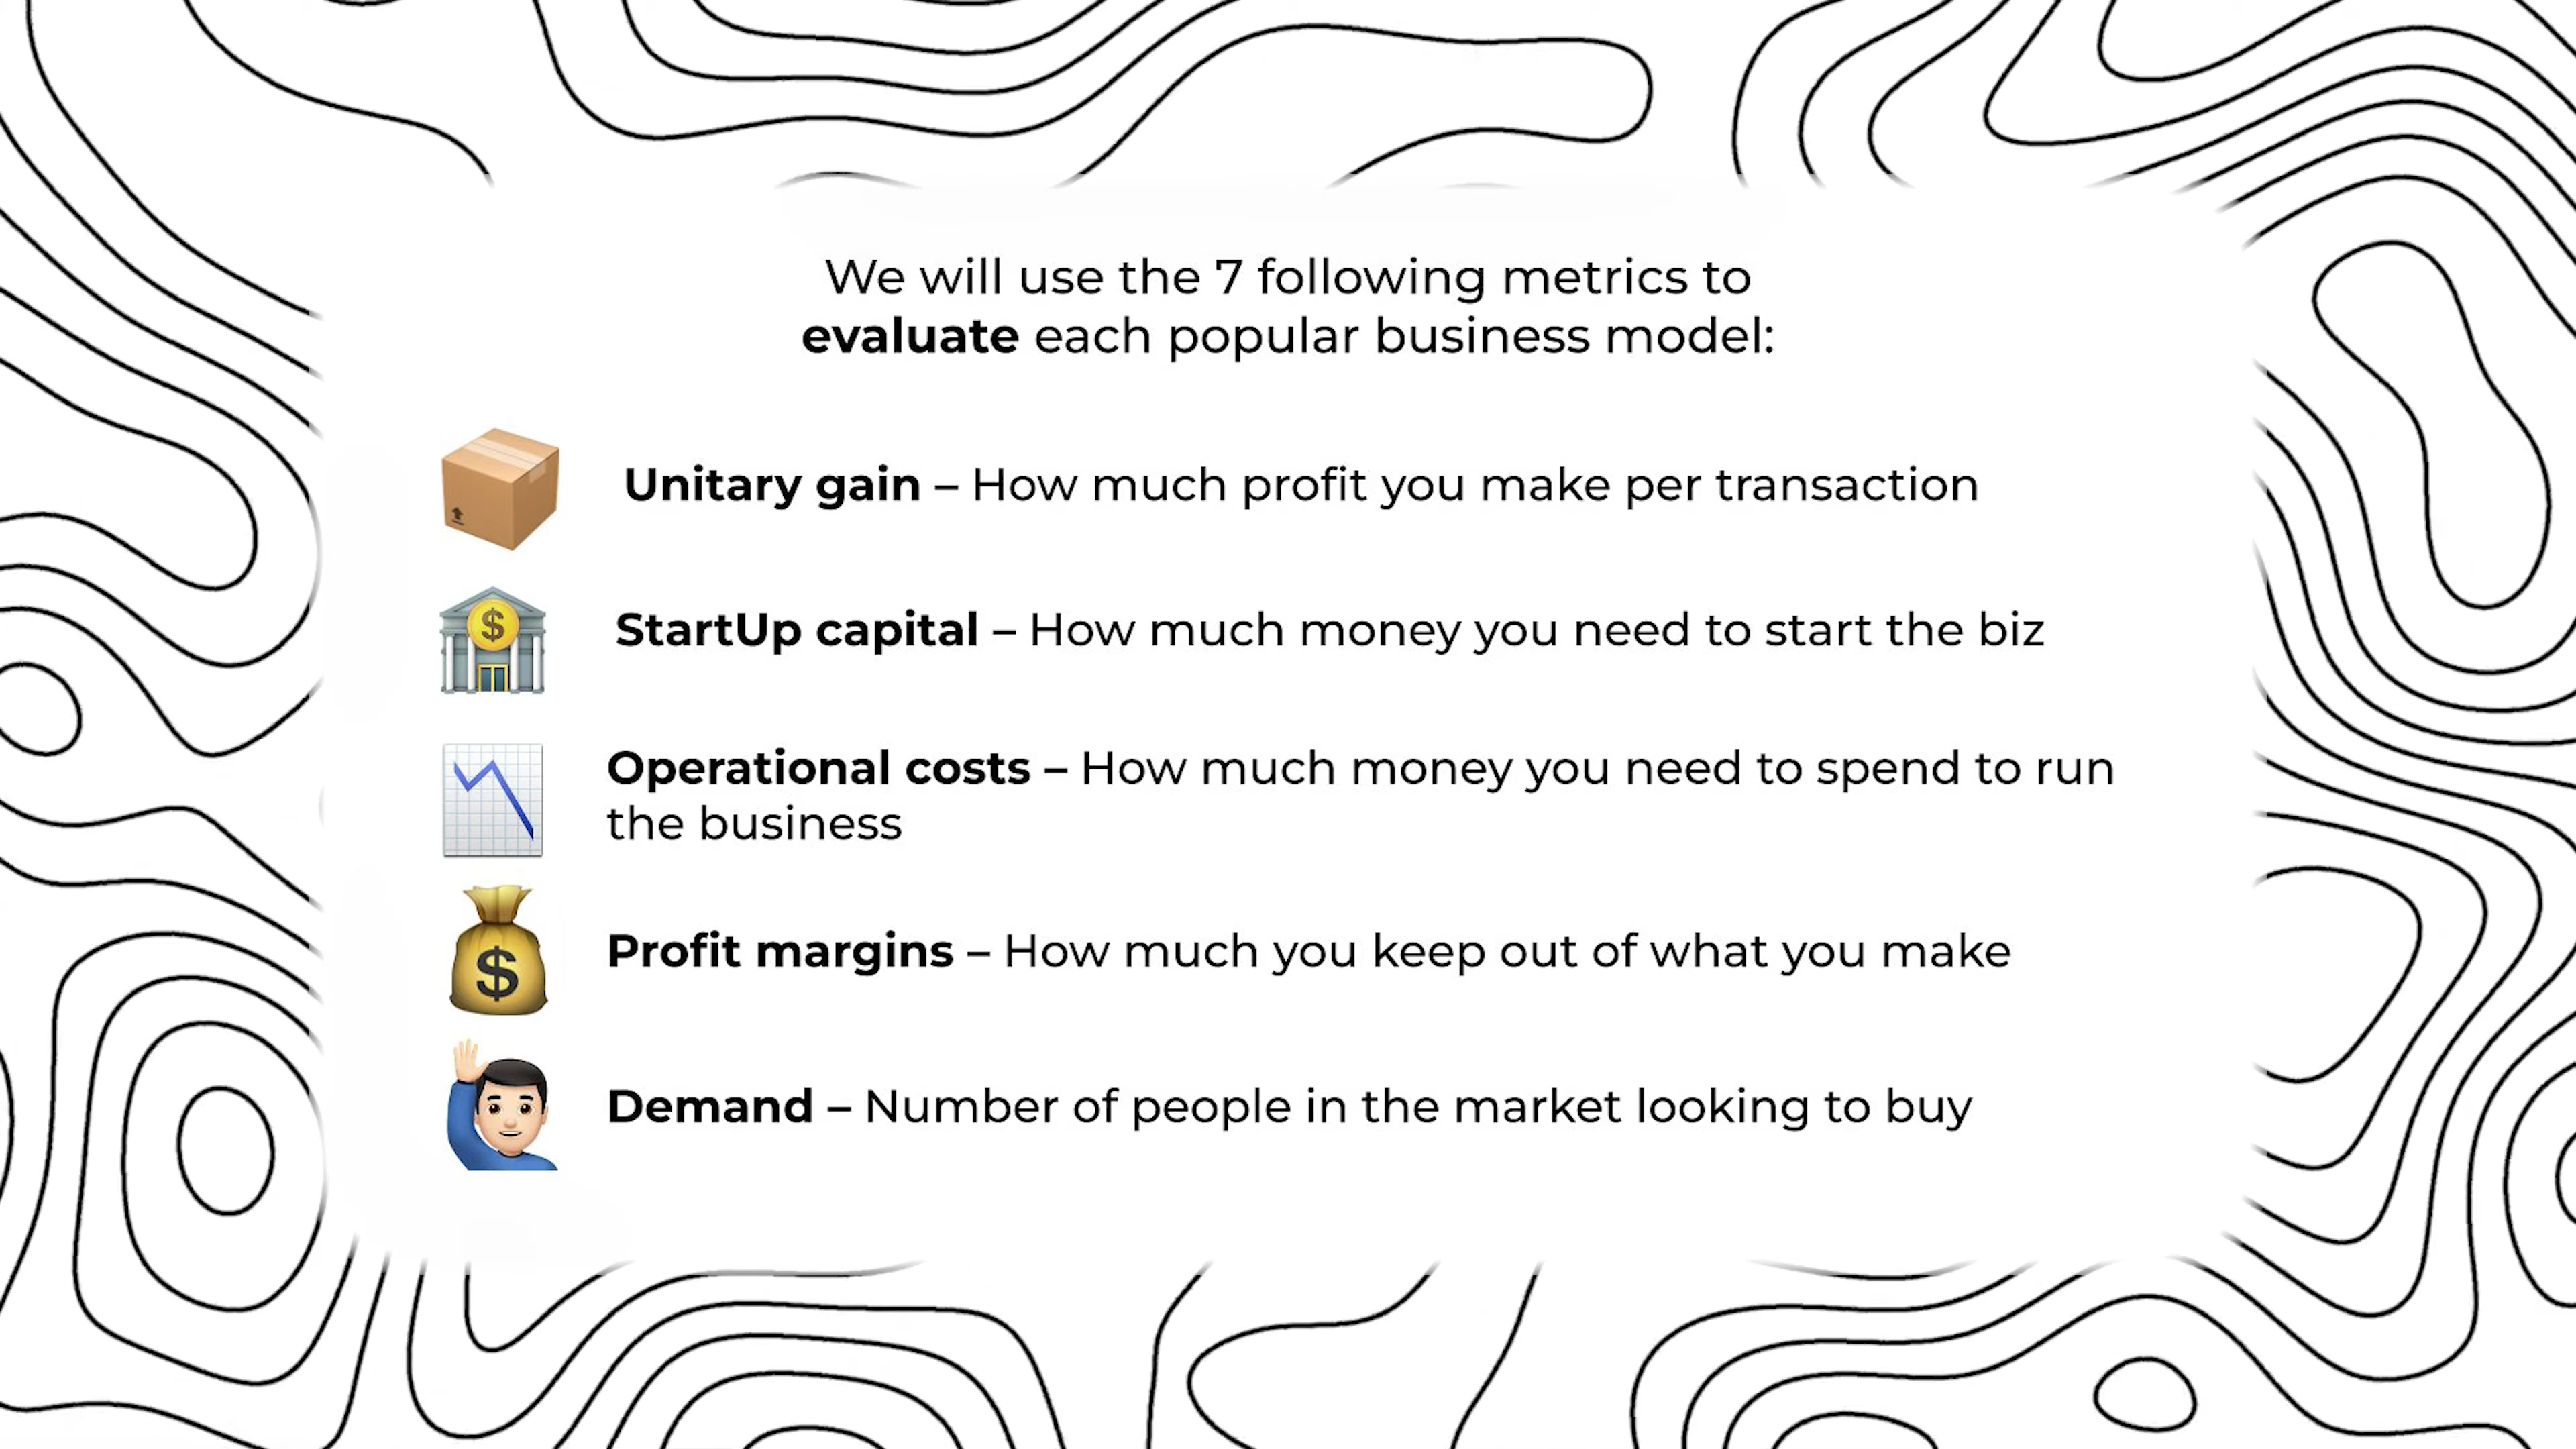 We will use the 7 following metrics to
evaluate each popular business model:
Unitary gain – How much profit you make per transaction
StartUp capital – How much money you need to start the biz
Operational costs – How much money you need to spend to run
the business
Profit margins – How much you keep out of what you make
Demand – Number of people in the market looking to buy